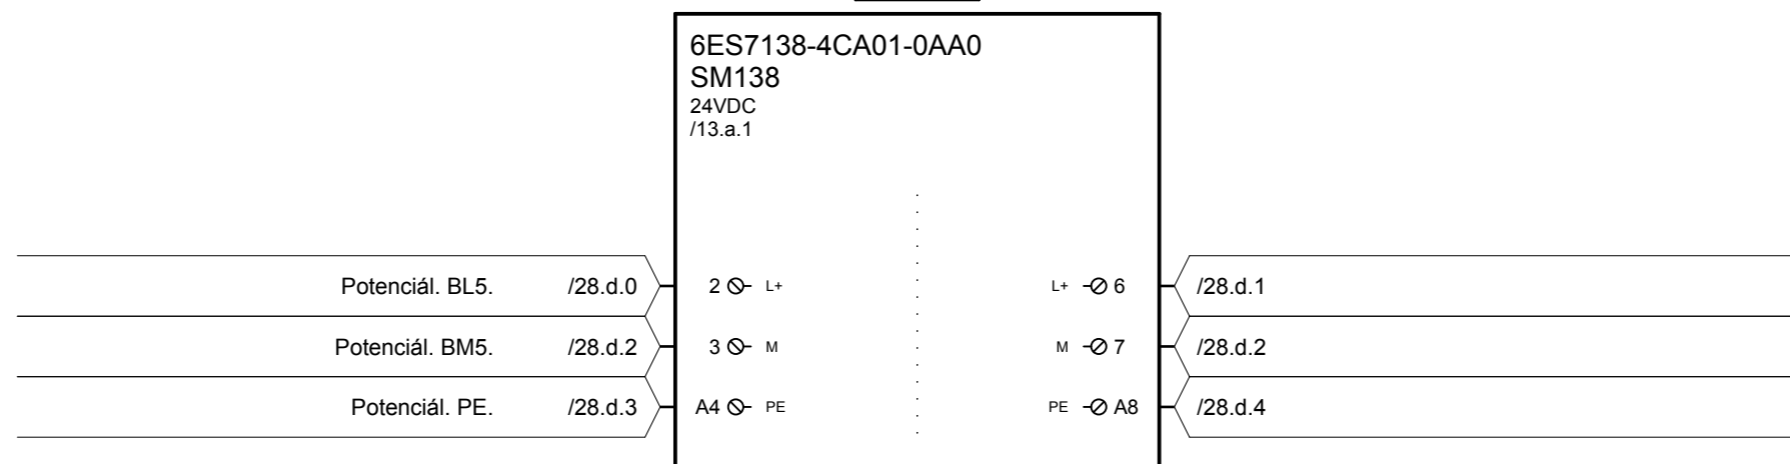 6ES7138-4CA01-0AA0
SM138
24VDC
/13.a.1
Potenciál. BL5. /28.d.0 2 L+ L+ 6 /28.d.1
Potenciál. BM5. /28.d.2 3 M M 7 /28.d.2
Potenciál. PE. /28.d.3 A4 PE PE A8 /28.d.4